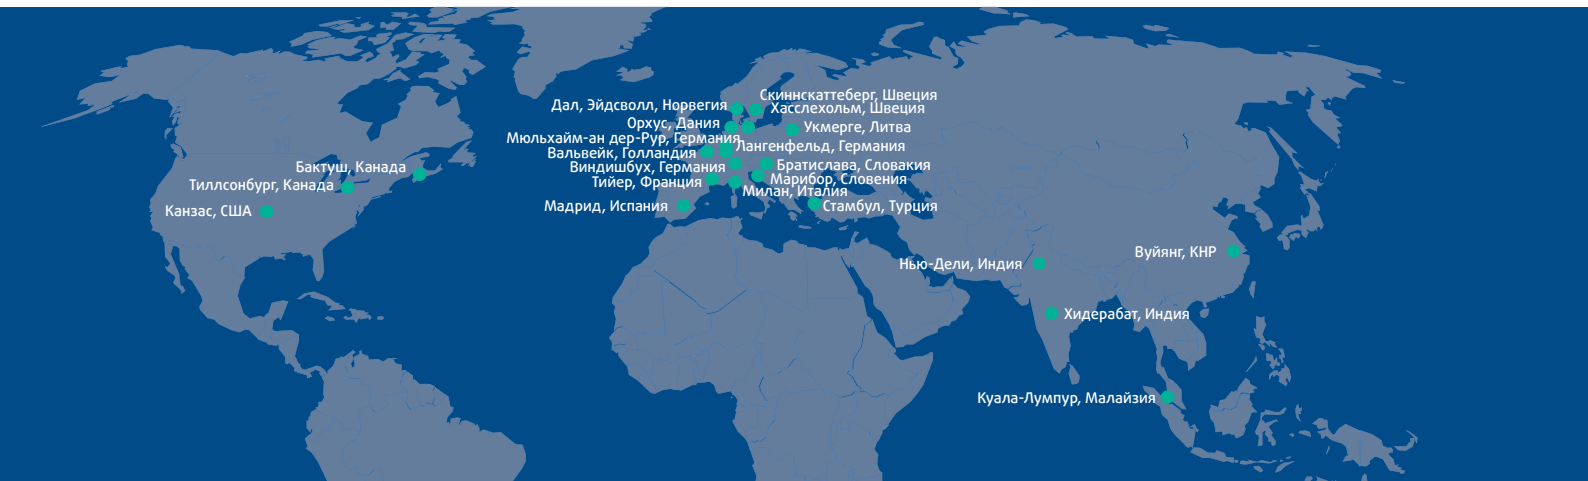 Скиннскаттеберг, Швеция
Дал, Эйдсволл, Норвегия
Хасслехольм, Швеция
Орхус, Дания
Укмерге, Литва
Мюльхайм-ан дер-Рур, Германия
Лангенфельд, Германия
Вальвейк, Голландия
Братислава, Словакия
Виндишбух, Германия
Бактуш, Канада
Марибор, Словения
Тийер, Франция
Тиллсонбург, Канада
Милан, Италия
Мадрид, Испания
Стамбул, Турция
Канзас, США
Вуйянг, КНР
Нью-Дели, Индия
Хидерабат, Индия
Куала-Лумпур, Малайзия